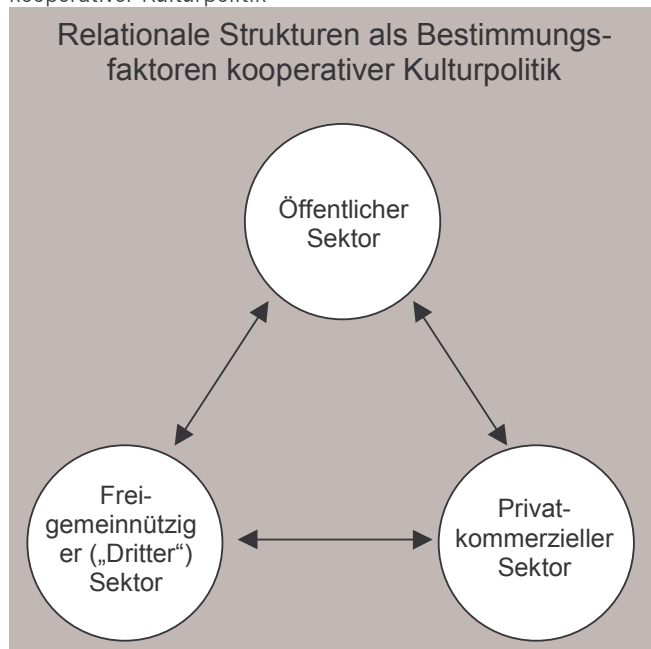 kooperativer Kulturpolitik“
Relationale Strukturen als Bestimmungs-
faktoren kooperativer Kulturpolitik
Öffentlicher
Sektor
Frei-
gemeinnützig
er („Dritter“)
Sektor
Privat-
kommerzieller
Sektor